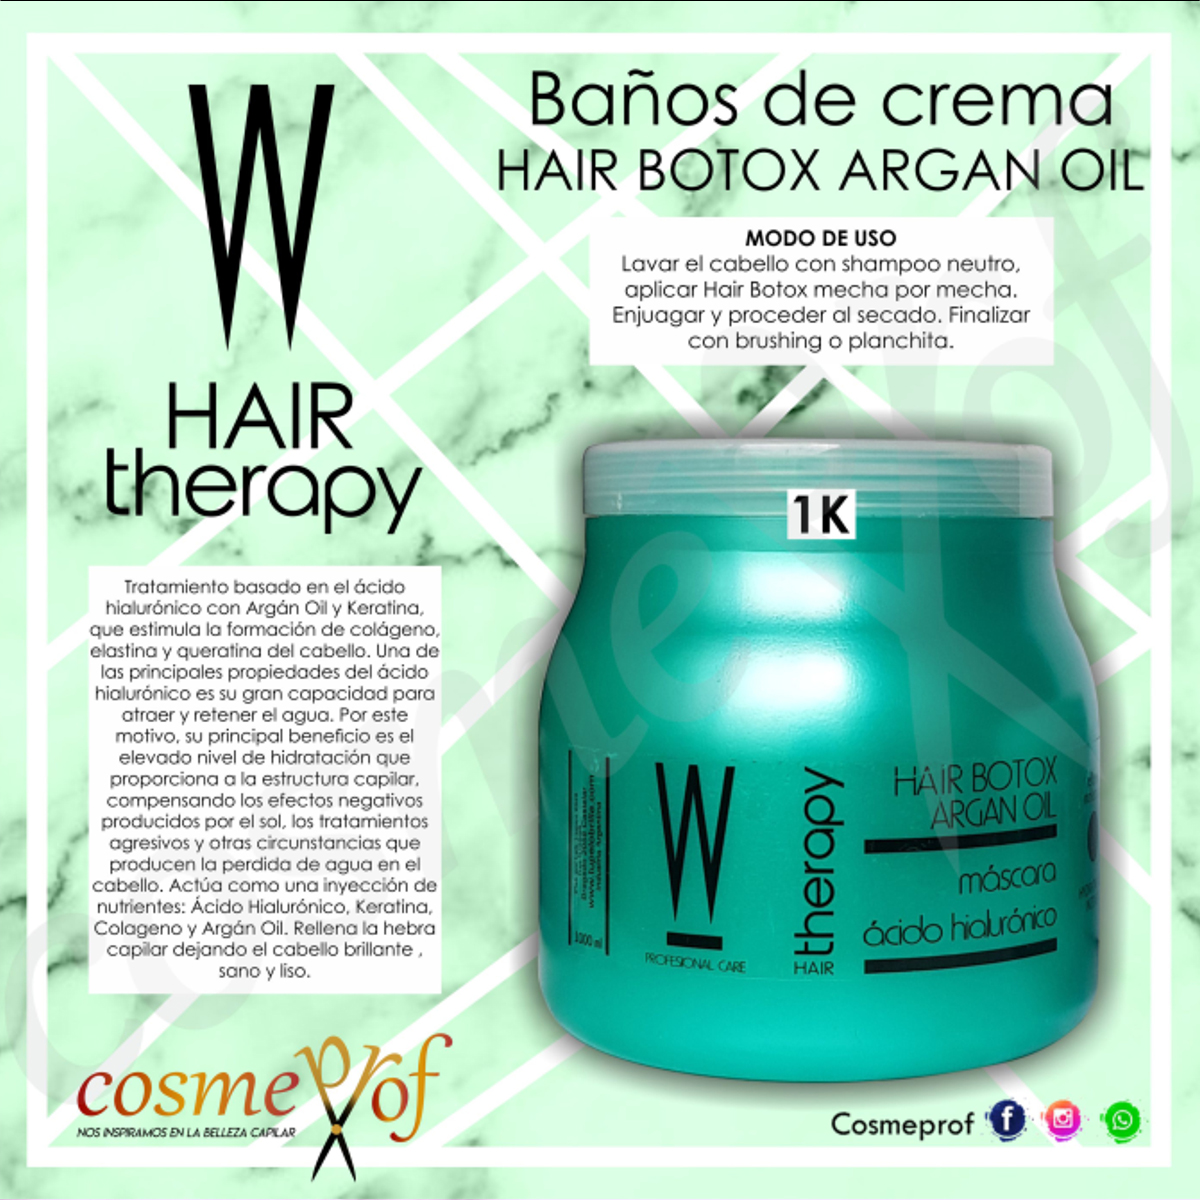 W
HAIR
therapy
Baños de crema
HAIR BOTOX ARGAN OIL
MODO DE USO
Lavar el cabello con shampoo neutro,
aplicar Hair Botox mecha por mecha.
Enjuagar y proceder al secado. Finalizar
con brushing o planchita.
Tratamiento basado en el ácido
hialurónico con Argán Oil y Keratina,
que estimula la formación de colágeno,
elastina y queratina del cabello. Una de
las principales propiedades del ácido
hialurónico es su gran capacidad para
atraer y retener el agua. Por este
motivo, su principal beneficio es el
elevado nivel de hidratación que
proporciona a la estructura capilar,
compensando los efectos negativos
producidos por el sol, los tratamientos
agresivos y otras circunstancias que
producen la perdida de agua en el
cabello. Actúa como una inyección de
nutrientes: Ácido Hialurónico, Keratina,
Colageno y Argán Oil. Rellena la hebra
capilar dejando el cabello brillante ,
sano y liso.
1K
W
PROFESIONAL CARE
HAIR therapy
HAIR BOTOX
ARGAN OIL
máscara
ácido hialurónico
1000 ml
cosmeprof
NOS INSPIRAMOS EN LA BELLEZA CAPILAR
Cosmeprof
cosmeprof